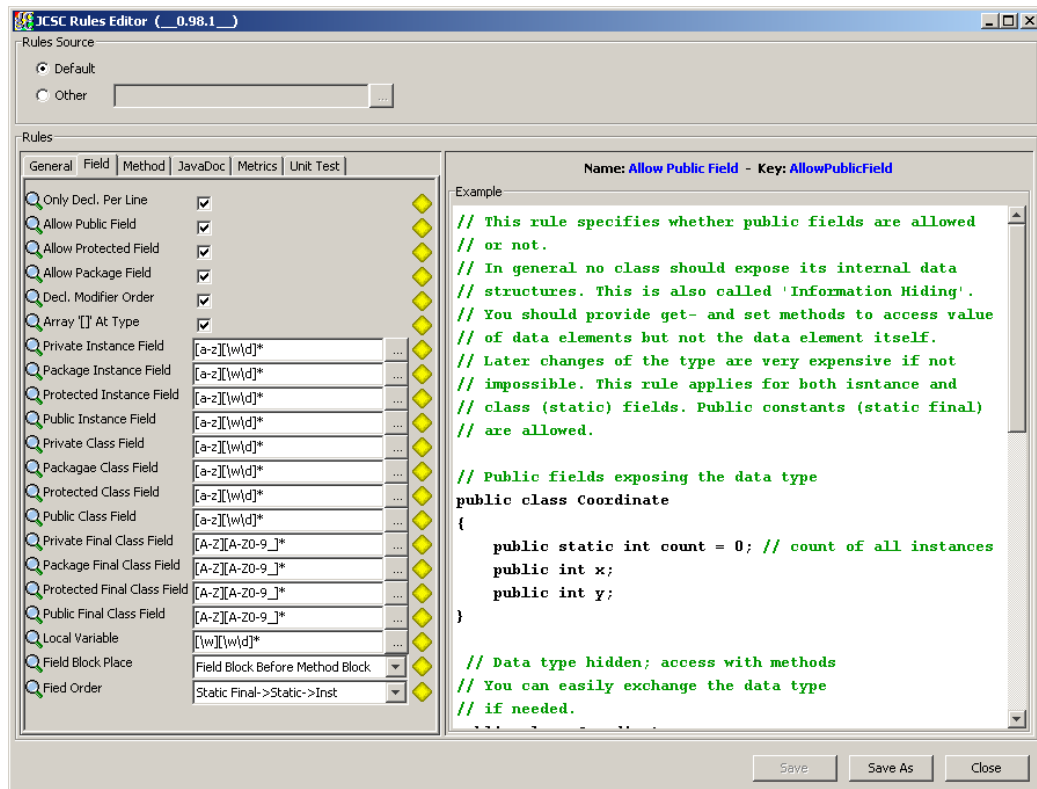 JCSC Rules Editor (__0.98.1__)
Rules Source
Default
Other
...
Rules
General Field Method JavaDoc Metrics Unit Test
Only Decl. Per Line
Allow Public Field
Allow Protected Field
Allow Package Field
Decl. Modifier Order
Array '[]' At Type
Private Instance Field [a-z][\w\d]* ...
Package Instance Field [a-z][\w\d]* ...
Protected Instance Field [a-z][\w\d]* ...
Public Instance Field [a-z][\w\d]* ...
Private Class Field [a-z][\w\d]* ...
Packagae Class Field [a-z][\w\d]* ...
Protected Class Field [a-z][\w\d]* ...
Public Class Field [a-z][\w\d]* ...
Private Final Class Field [A-Z][A-Z0-9_]* ...
Package Final Class Field [A-Z][A-Z0-9_]* ...
Protected Final Class Field [A-Z][A-Z0-9_]* ...
Public Final Class Field [A-Z][A-Z0-9_]* ...
Local Variable [\w][\w\d]* ...
Field Block Place Field Block Before Method Block
Fied Order Static Final->Static->Inst
Name: Allow Public Field - Key: AllowPublicField
Example
// This rule specifies whether public fields are allowed
// or not.
// In general no class should expose its internal data
// structures. This is also called 'Information Hiding'.
// You should provide get- and set methods to access value
// of data elements but not the data element itself.
// Later changes of the type are very expensive if not
// impossible. This rule applies for both isntance and
// class (static) fields. Public constants (static final)
// are allowed.
// Public fields exposing the data type
public class Coordinate
{
public static int count = 0; // count of all instances
public int x;
public int y;
}
// Data type hidden; access with methods
// You can easily exchange the data type
// if needed.
Save Save As Close